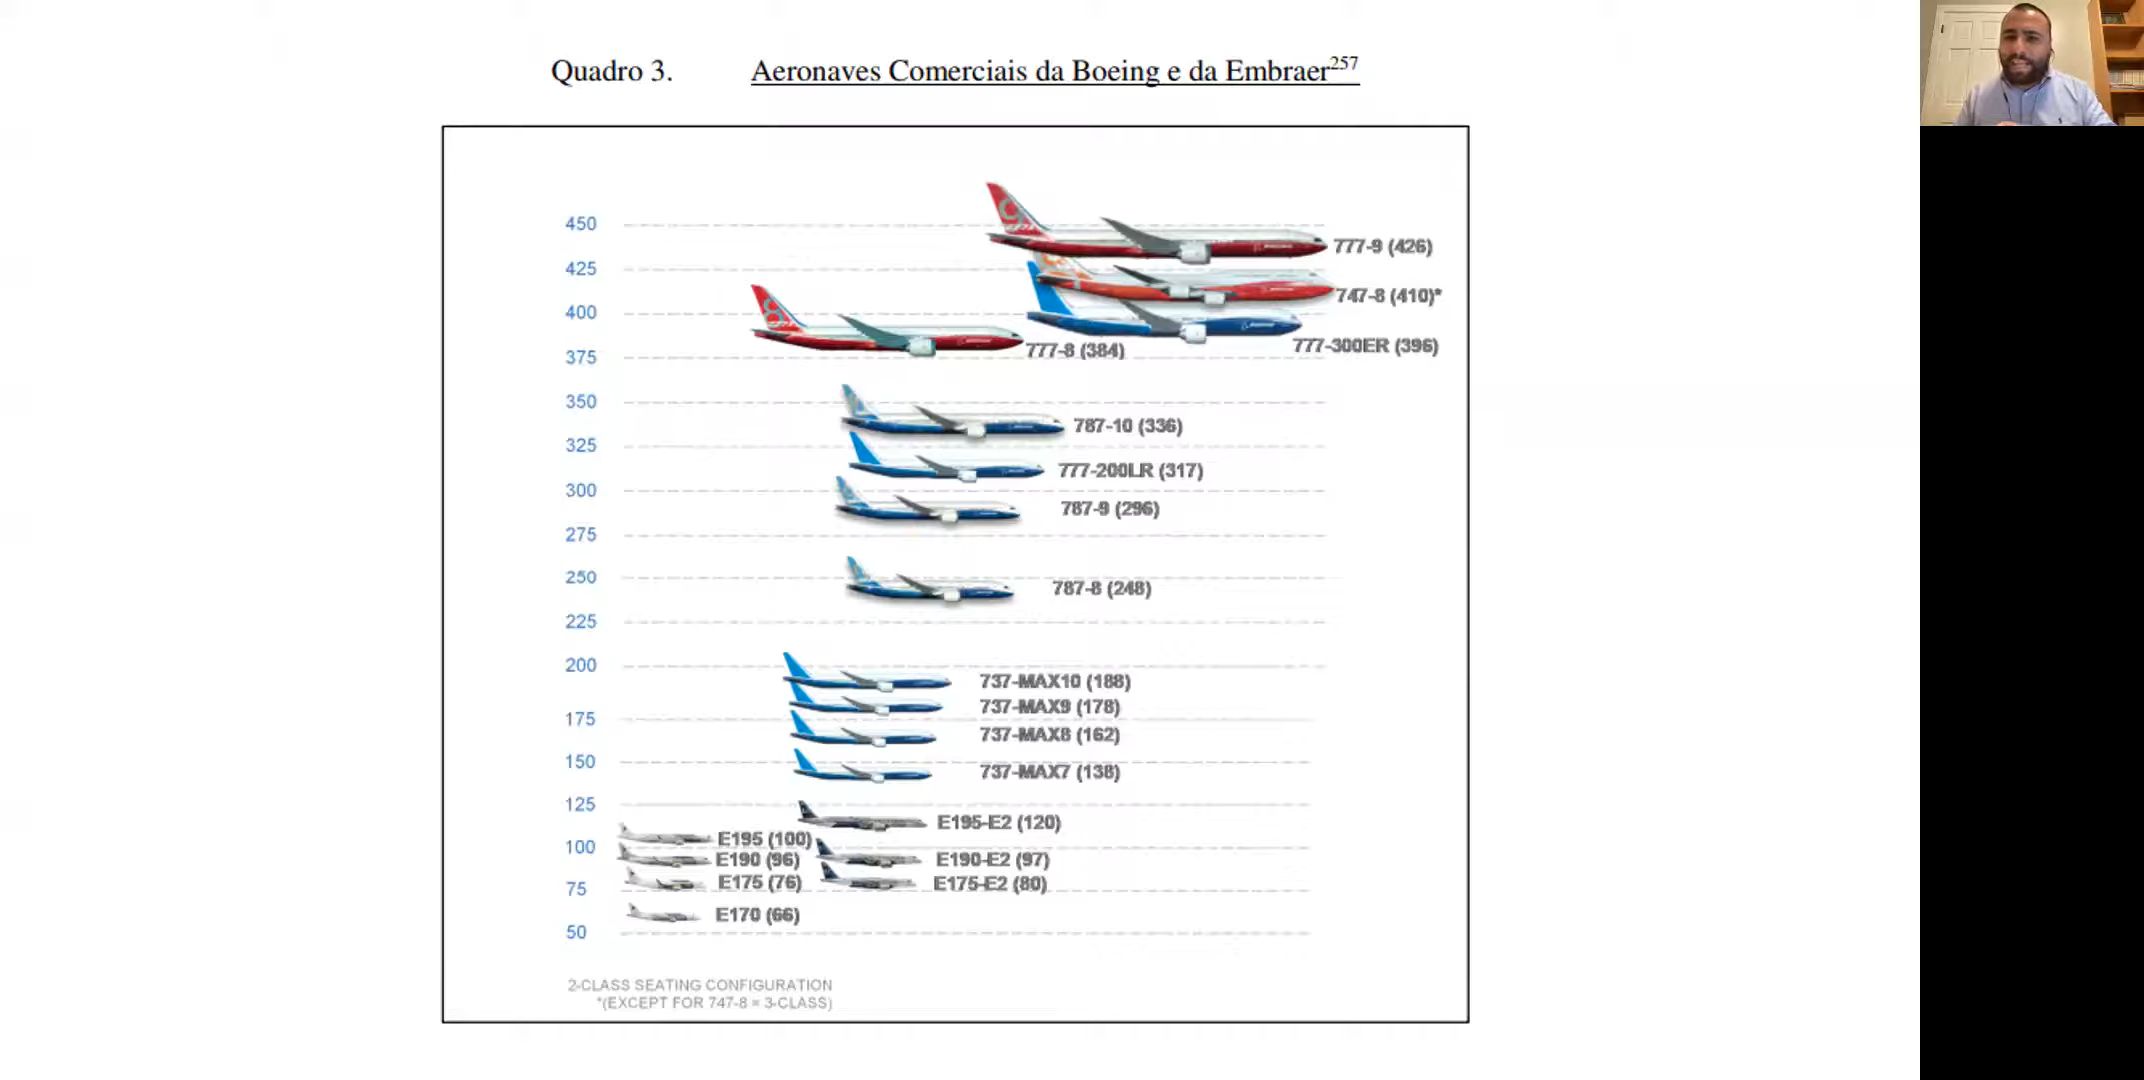 Quadro 3. Aeronaves Comerciais da Boeing e da Embraer257
450
777-9 (426)
425
747-8 (410)*
400
777-300ER (396)
777-8 (384)
375
350
787-10 (336)
325
777-200LR (317)
300
787-9 (296)
275
250
787-8 (248)
225
200
737-MAX10 (188)
737-MAX9 (178)
175
737-MAX8 (162)
150
737-MAX7 (138)
125
E195-E2 (120)
E195 (100)
100
E190 (96) E190-E2 (97)
E175 (76) E175-E2 (80)
75
E170 (66)
50
2-CLASS SEATING CONFIGURATION
*(EXCEPT FOR 747-8 = 3-CLASS)